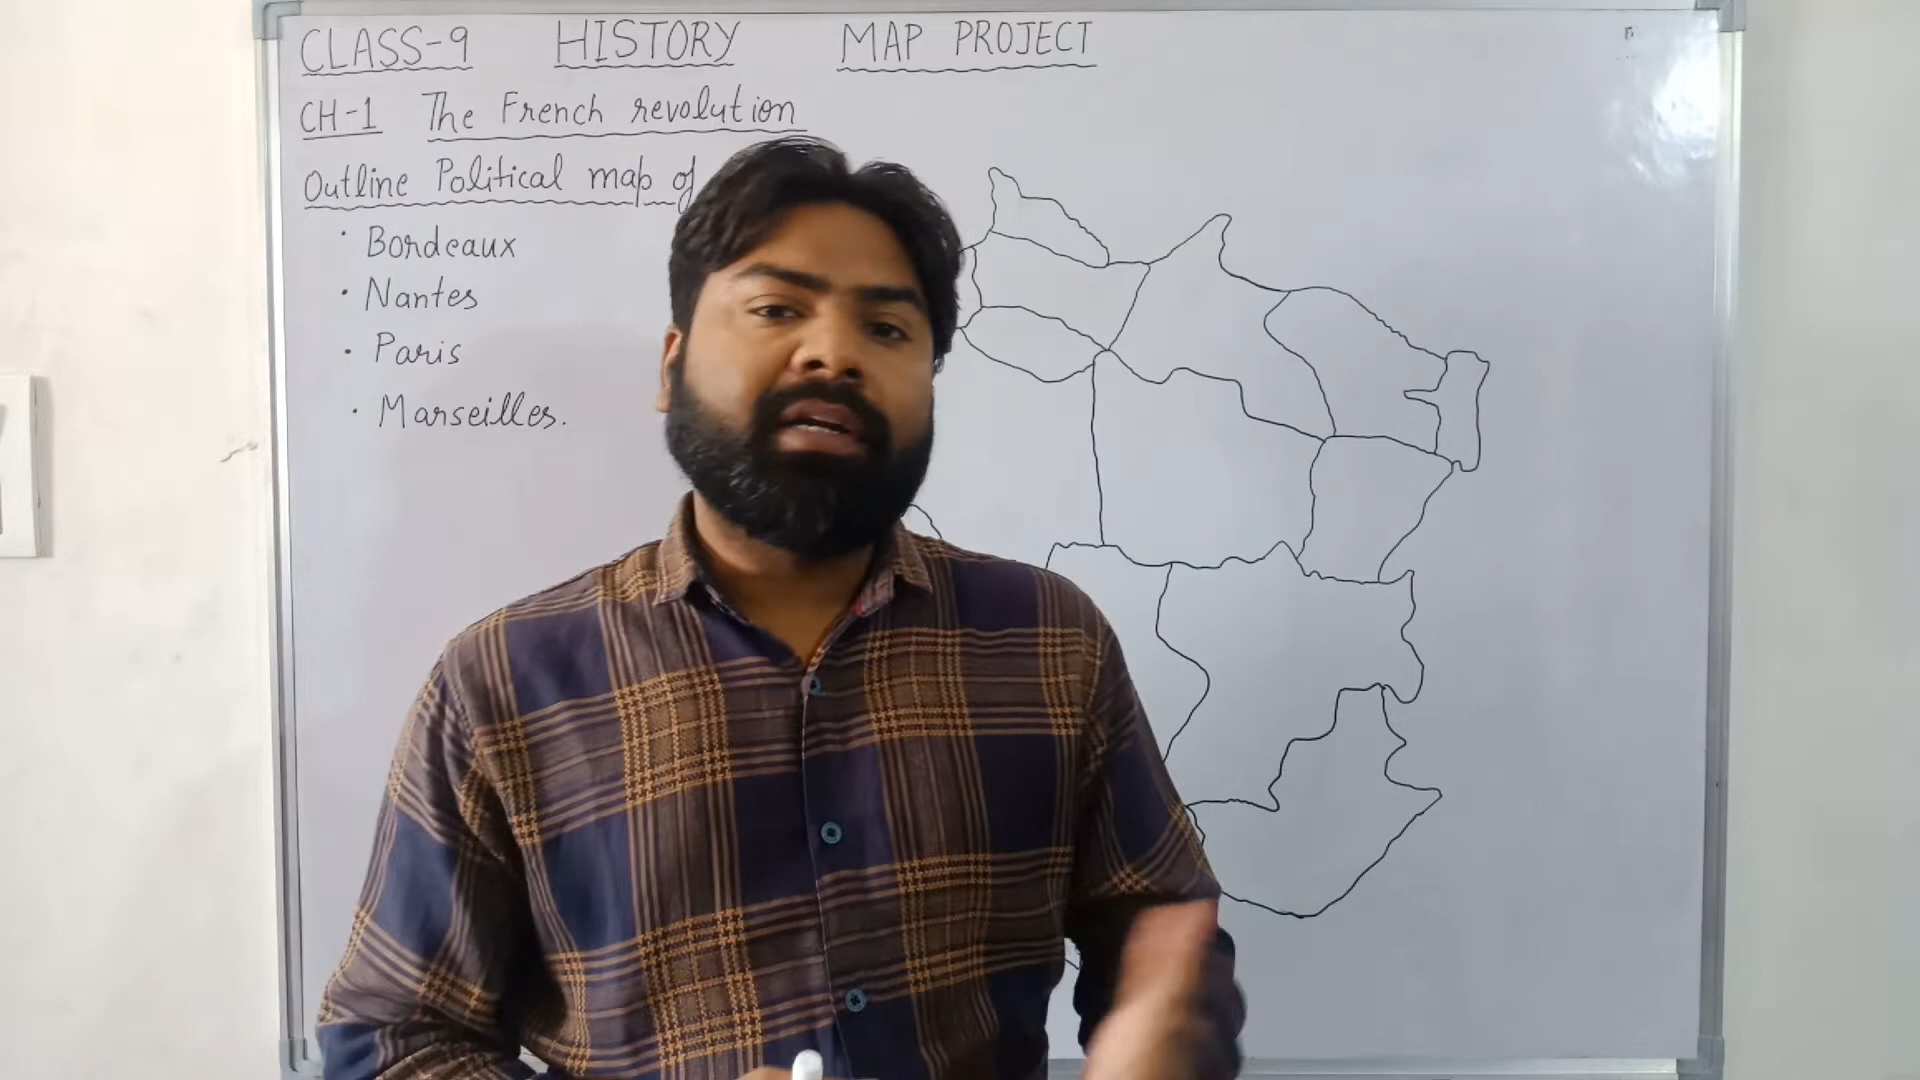 CLASS-9 HISTORY MAP PROJECT
CH-1 The French revolution
Outline Political map of
· Bordeaux
· Nantes
· Paris
· Marseilles.